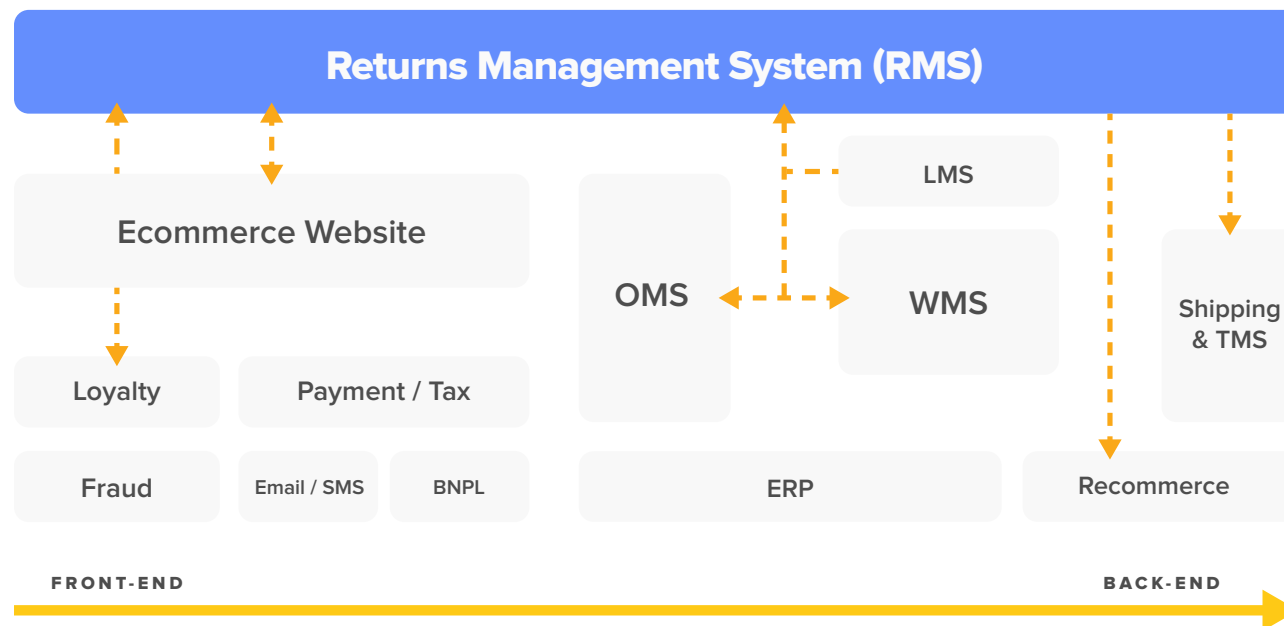 Returns Management System (RMS)
LMS
Ecommerce Website
OMS
WMS
Shipping
& TMS
Loyalty
Payment / Tax
Fraud
Email / SMS
BNPL
ERP
Recommerce
FRONT-END
BACK-END